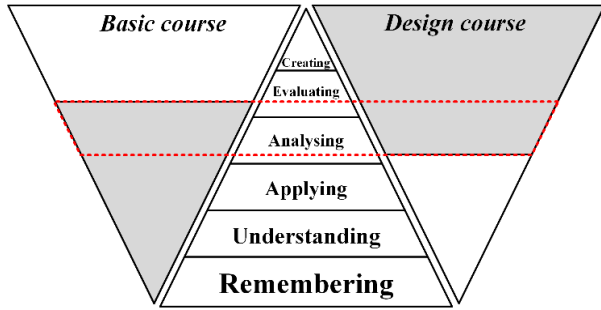 Basic course
Design course
Creating
Evaluating
Analysing
Applying
Understanding
Remembering